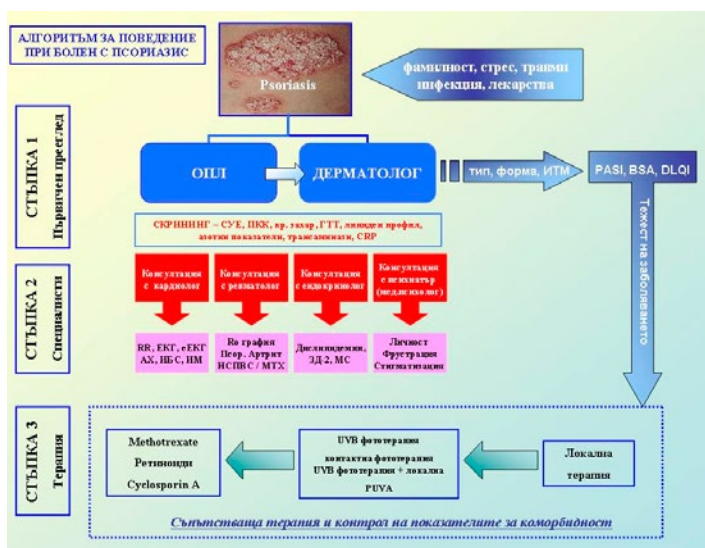 АЛГОРИТЪМ ЗА ПОВЕДЕНИЕ
ПРИ БОЛЕН С ПСОРИАЗИС
Psoriasis
фамилност, стрес, травми
инфекция, лекарства
СТЪПКА 1
Първичен преглед
ОПЛ
ДЕРМАТОЛОГ
тип, форма, ИТМ
PASI, BSA, DLQI
Тежест на заболяването
СКРИНИНГ – СУЕ, ПКК, кр. захар, ГТТ, липиден профил,
азотни показатели, трансаминази, CRP
СТЪПКА 2
Специалисти
Консултация
с кардиолог
Консултация
с ревматолог
Консултация
с ендокринолог
Консултация
с психиатър
(мед.психолог)
RR, ЕКГ, еЕКГ
АХ, ИБС, ИМ
Ro графия
Псор. Артрит
НСПВС / МТХ
Дислипидемии,
ЗД-2, МС
Личност
Фрустрация
Стигматизация
СТЪПКА 3
Терапия
Methotrexate
Ретиноиди
Cyclosporin A
UVB фототерапия
контактна фототерапия
UVB фототерапия + локална
PUVA
Локална
терапия
Съпътстваща терапия и контрол на показателите за коморбидност